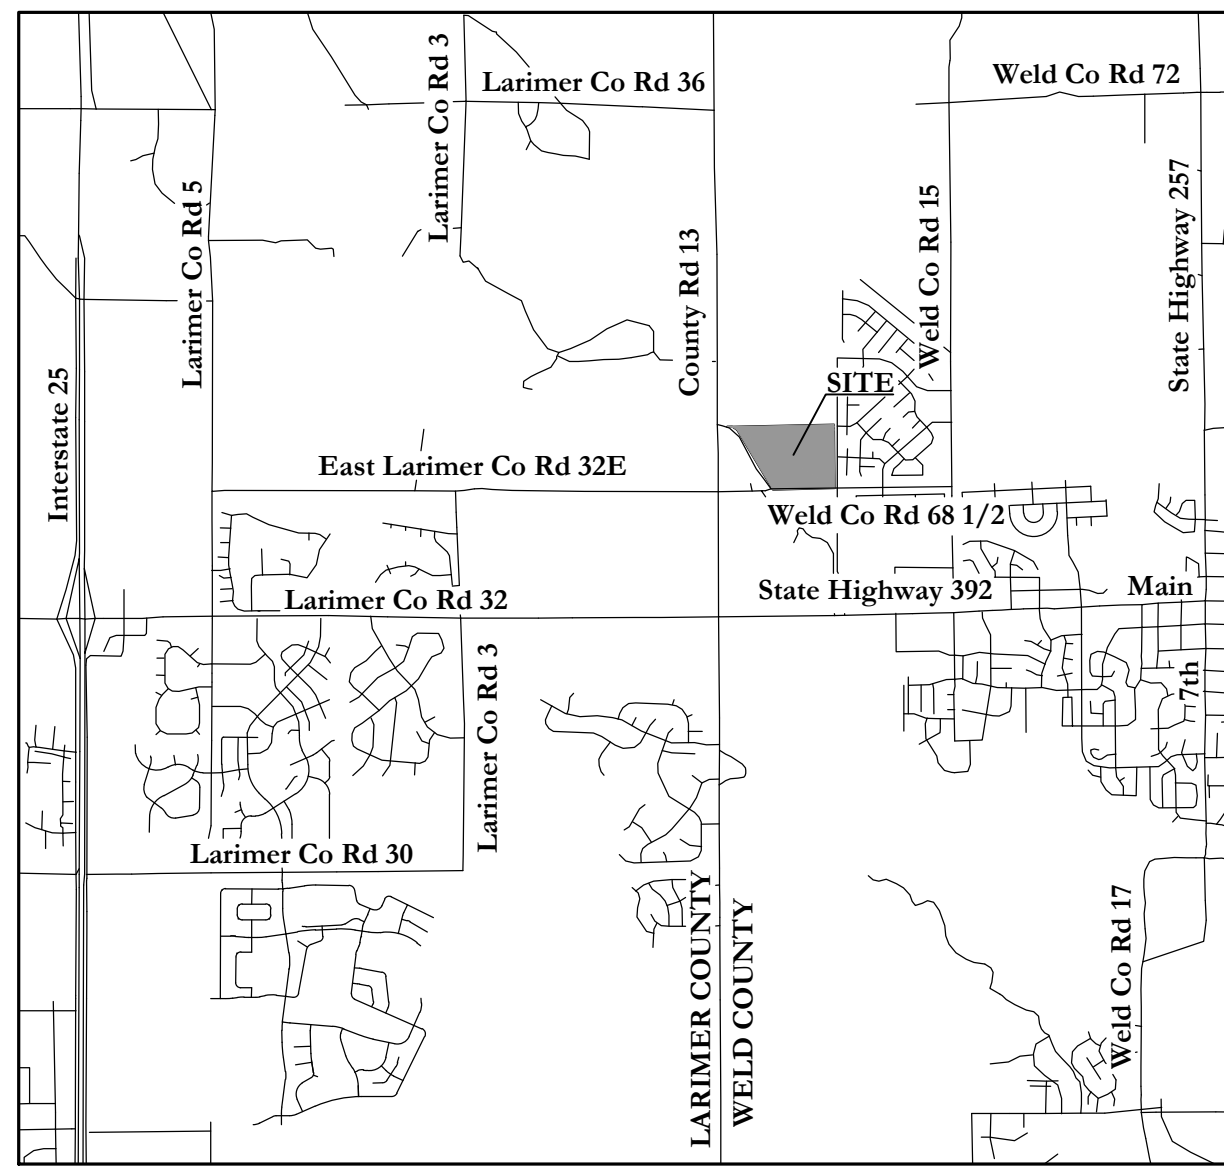 Larimer Co Rd 3
Larimer Co Rd 36
Weld Co Rd 72
Larimer Co Rd 5
County Rd 13
Weld Co Rd 15
State Highway 257
Interstate 25
SITE
East Larimer Co Rd 32E
Weld Co Rd 68 1/2
Larimer Co Rd 32
State Highway 392
Main
Larimer Co Rd 3
7th
Larimer Co Rd 30
LARIMER COUNTY
WELD COUNTY
Weld Co Rd 17